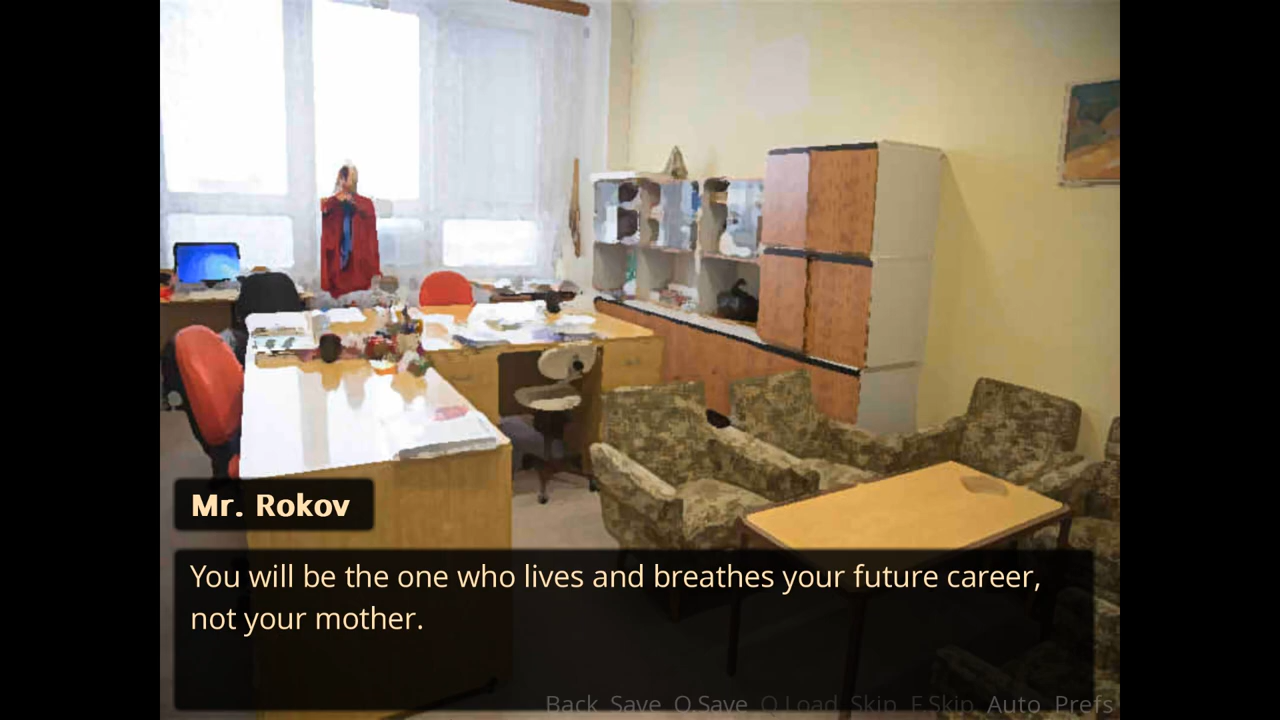 Mr. Rokov
You will be the one who lives and breathes your future career,
not your mother.
Back Save Q.Save Q.Load Skip F.Skip Auto Prefs